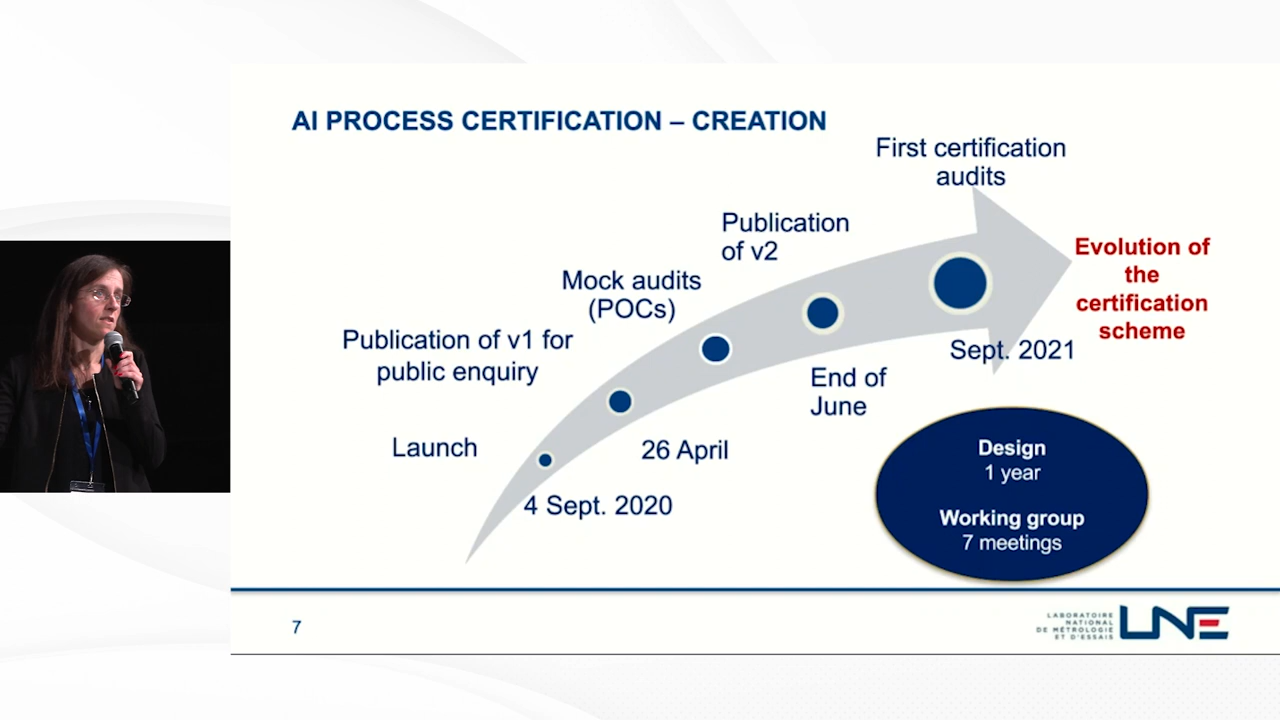 AI PROCESS CERTIFICATION – CREATION
First certification
audits
Publication
of v2
Evolution of
the
certification
scheme
Mock audits
(POCs)
Publication of v1 for
public enquiry
Sept. 2021
End of
June
Launch
26 April
4 Sept. 2020
Design
1 year
Working group
7 meetings
7
LABORATOIRE
NATIONAL
DE MÉTROLOGIE
ET D'ESSAIS
LNE